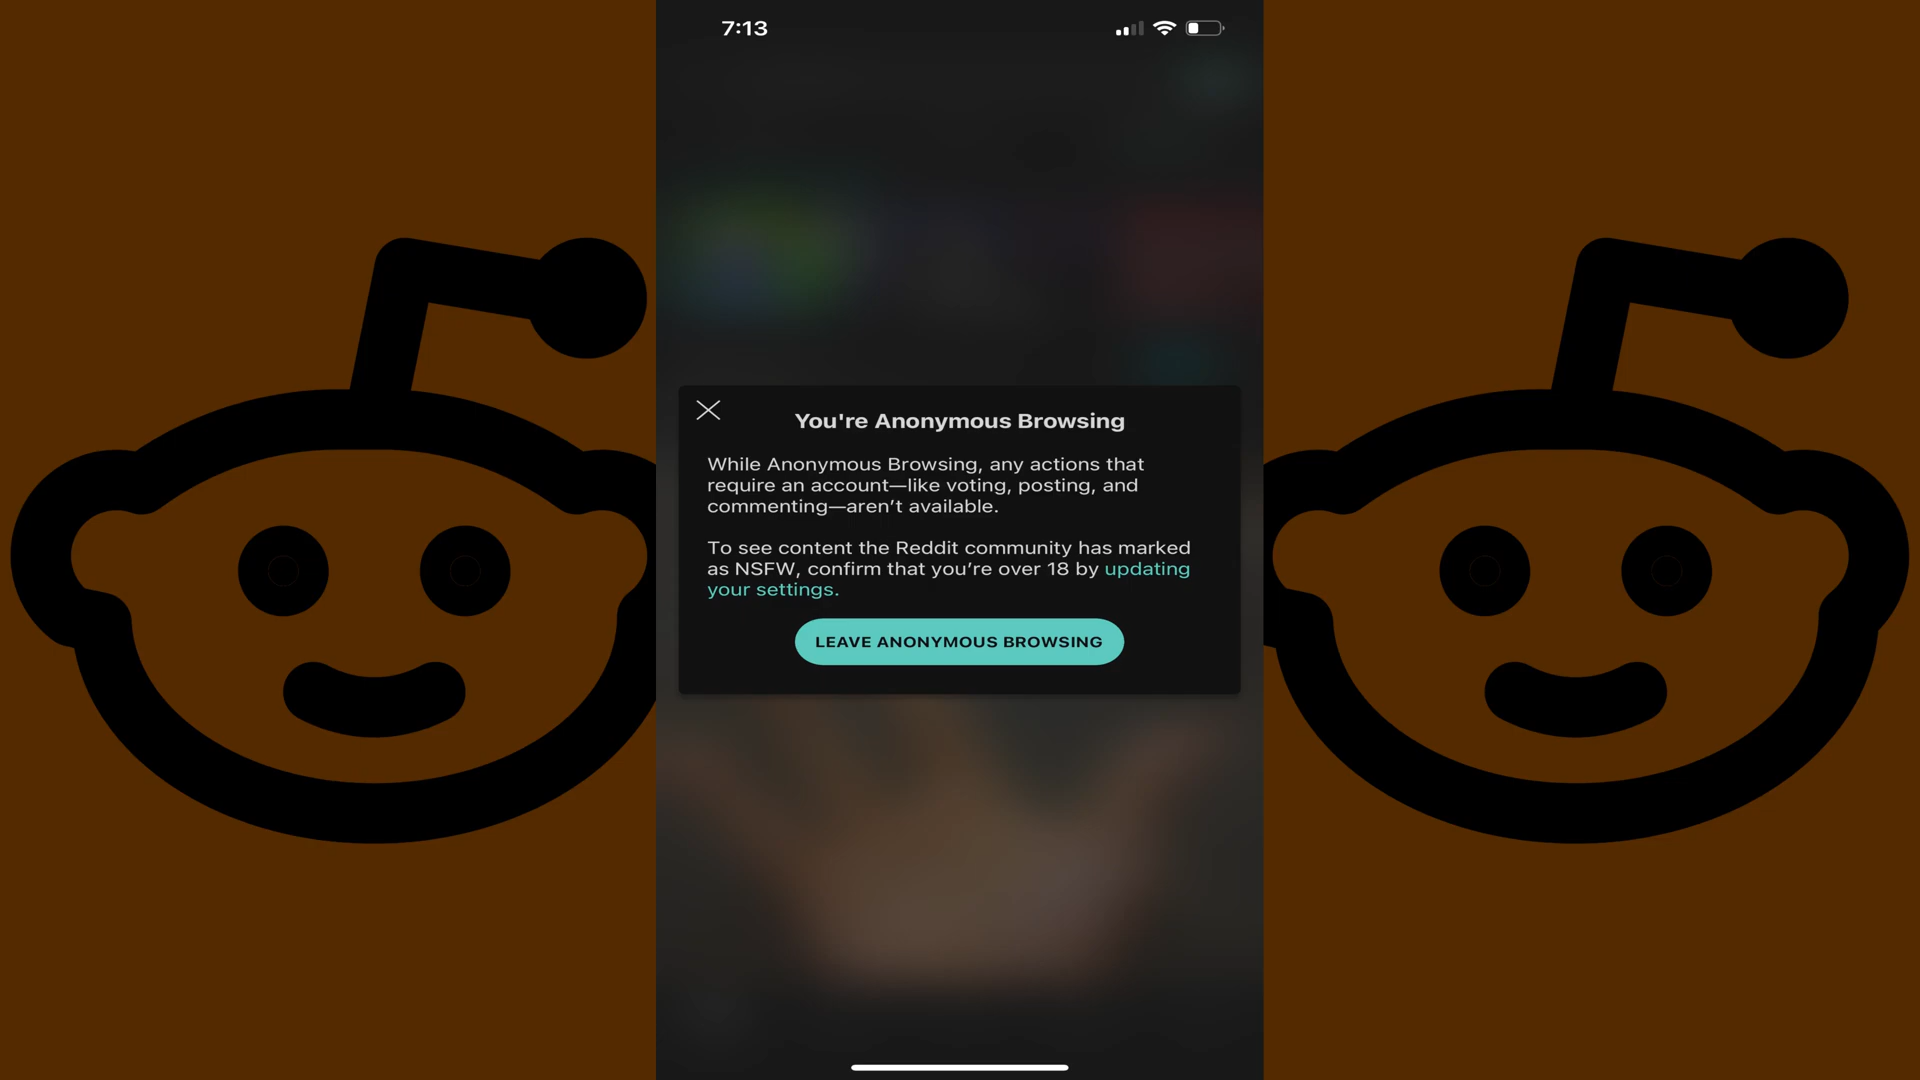 7:13
You're Anonymous Browsing
While Anonymous Browsing, any actions that
require an account—like voting, posting, and
commenting—aren’t available.
To see content the Reddit community has marked
as NSFW, confirm that you’re over 18 by updating
your settings.
LEAVE ANONYMOUS BROWSING